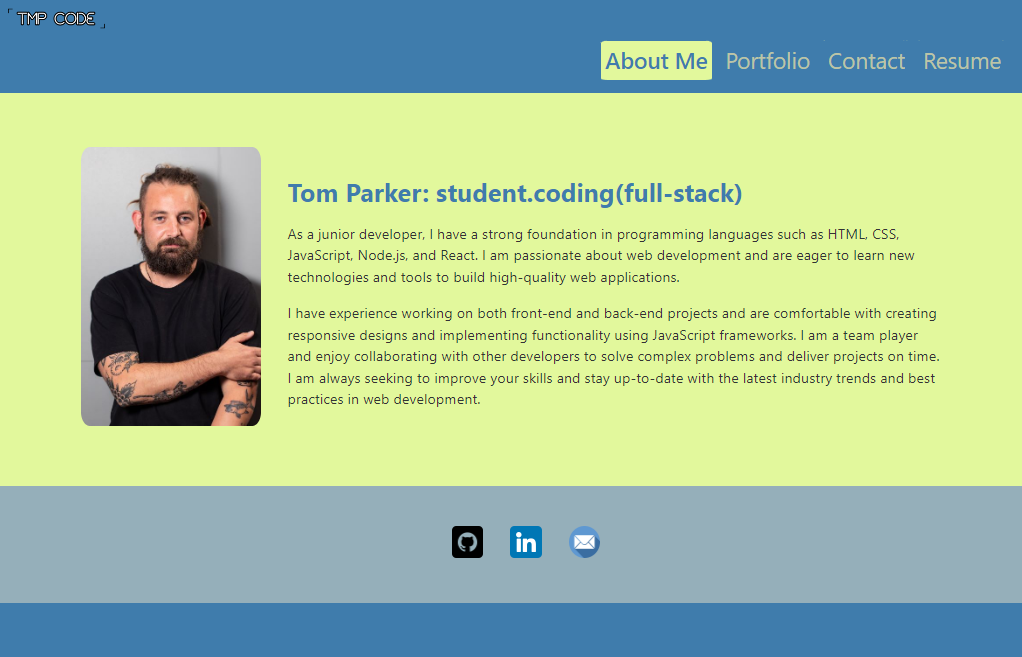 TMP CODE
About Me Portfolio Contact Resume
Tom Parker: student.coding(full-stack)
As a junior developer, I have a strong foundation in programming languages such as HTML, CSS,
JavaScript, Node.js, and React. I am passionate about web development and are eager to learn new
technologies and tools to build high-quality web applications.
I have experience working on both front-end and back-end projects and are comfortable with creating
responsive designs and implementing functionality using JavaScript frameworks. I am a team player
and enjoy collaborating with other developers to solve complex problems and deliver projects on time.
I am always seeking to improve your skills and stay up-to-date with the latest industry trends and best
practices in web development.
in